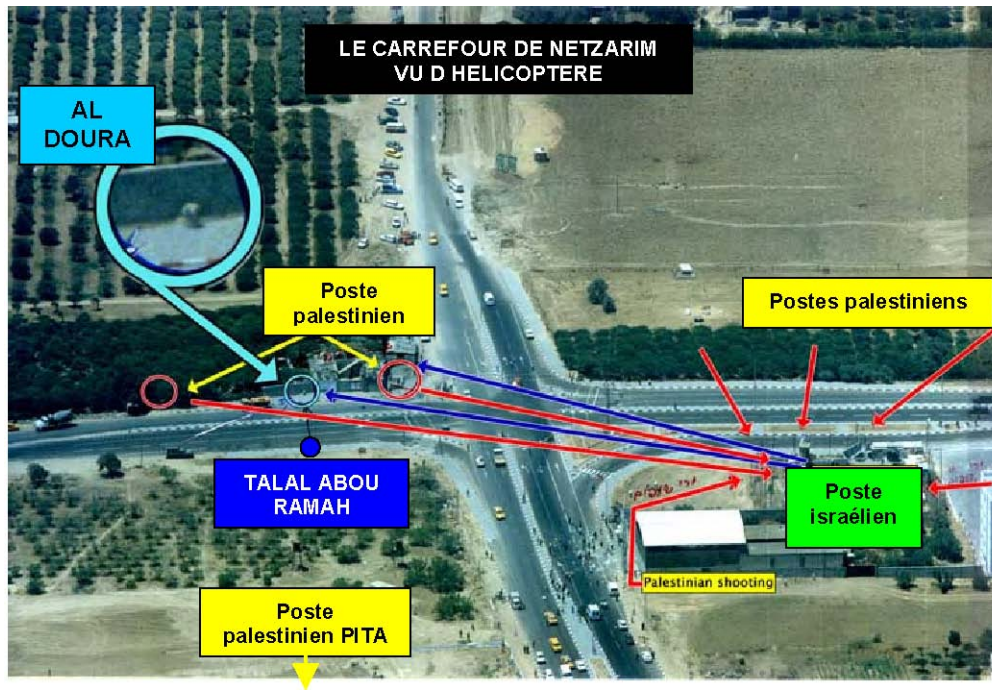 LE CARREFOUR DE NETZARIM
VU D HELICOPTERE
AL
DOURA
Poste
palestinien
Postes palestiniens
TALAL ABOU
RAMAH
Poste
israélien
Palestinian shooting
Poste
palestinien PITA